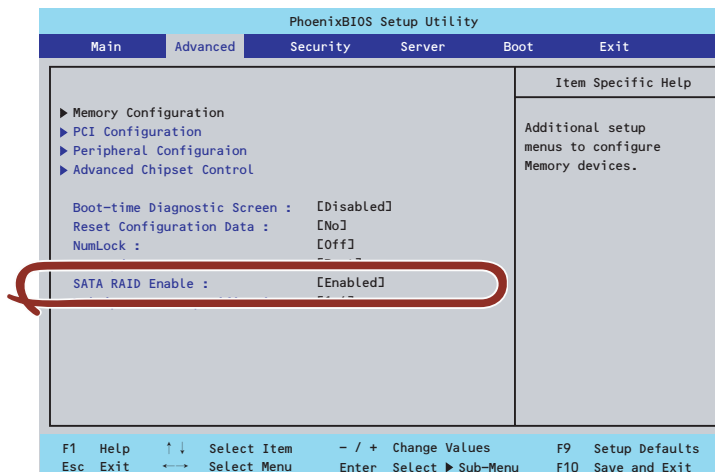 PhoenixBIOS Setup Utility
Main Advanced Security Server Boot Exit
Item Specific Help
▶ Memory Configuration
▶ PCI Configuration
▶ Peripheral Configuraion
▶ Advanced Chipset Control
Additional setup
menus to configure
Memory devices.
Boot-time Diagnostic Screen : [Disabled]
Reset Configuration Data : [No]
NumLock : [Off]
SATA RAID Enable : [Enabled]
F1 Help ↑↓ Select Item - / + Change Values F9 Setup Defaults
Esc Exit ←→ Select Menu Enter Select ▶ Sub-Menu F10 Save and Exit